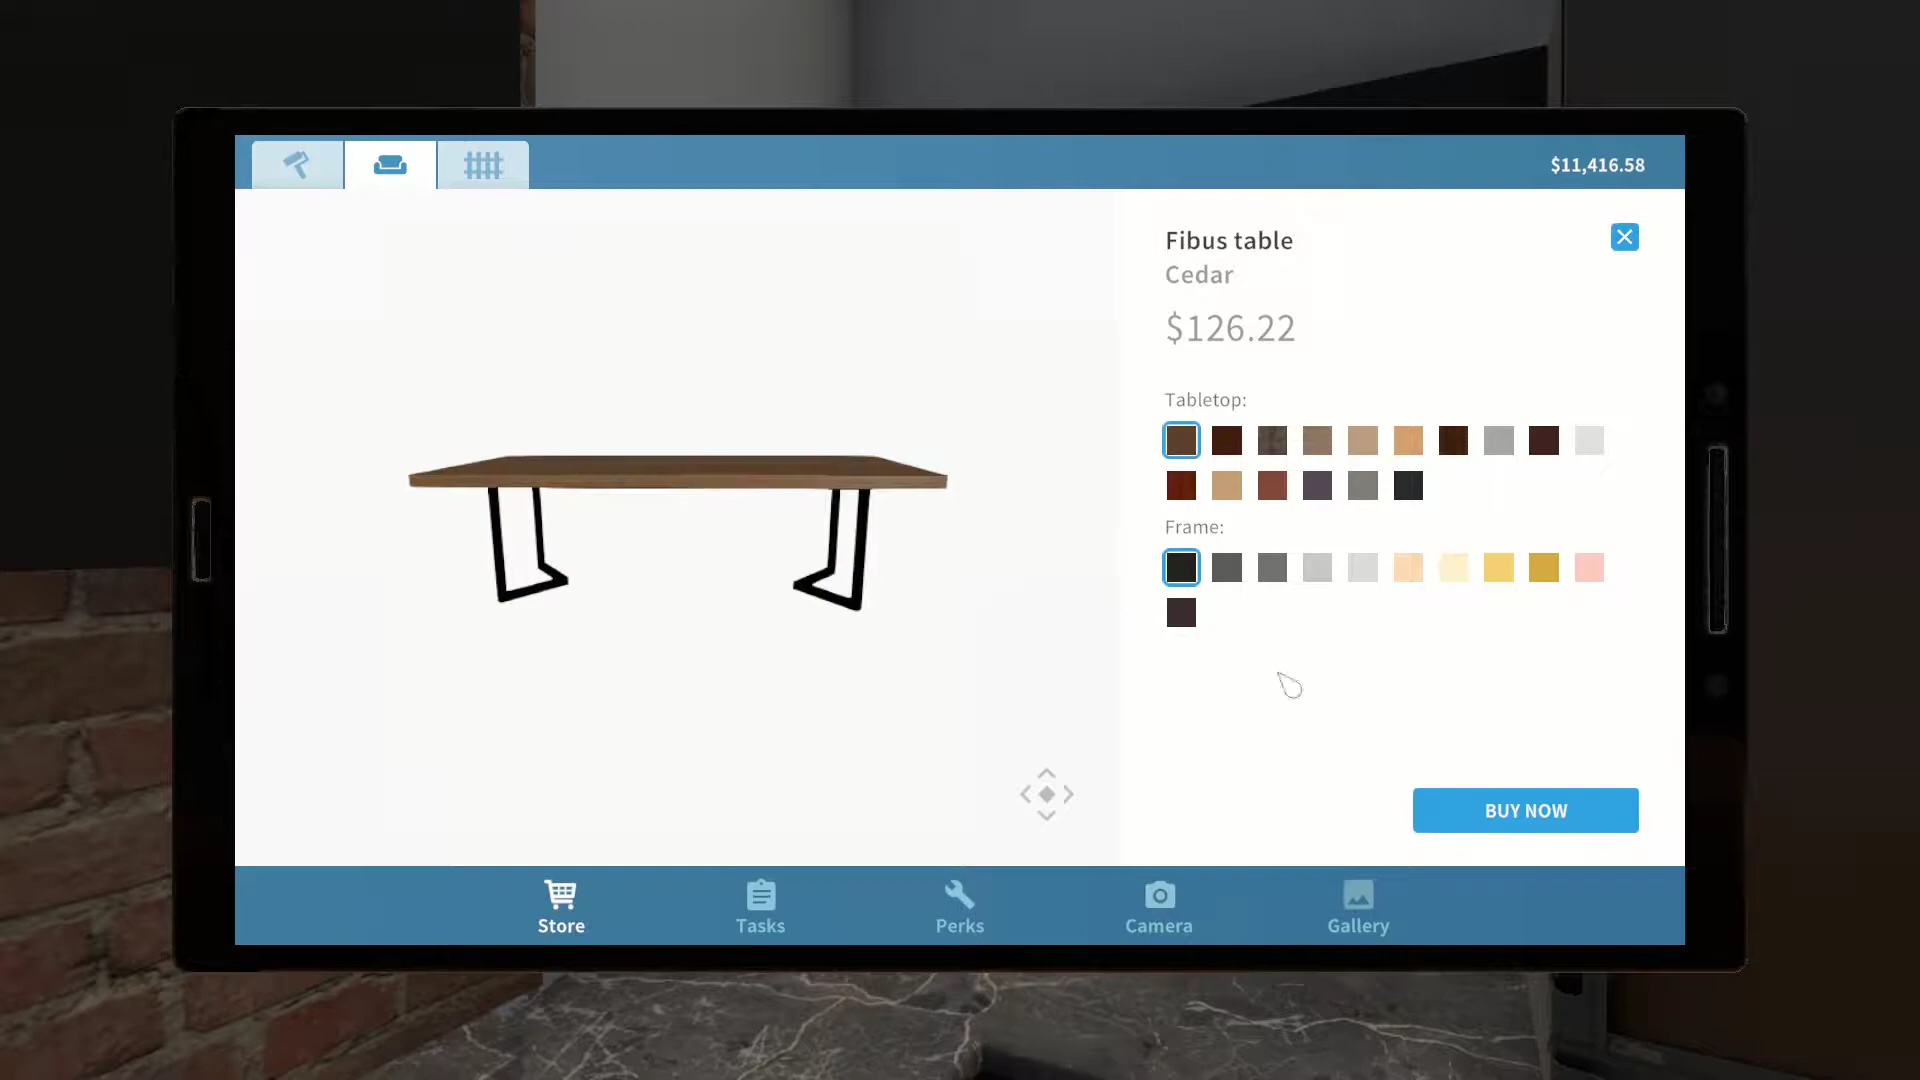 $11,416.58
Fibus table
Cedar
$126.22
Tabletop:
Frame:
BUY NOW
Store
Tasks
Perks
Camera
Gallery